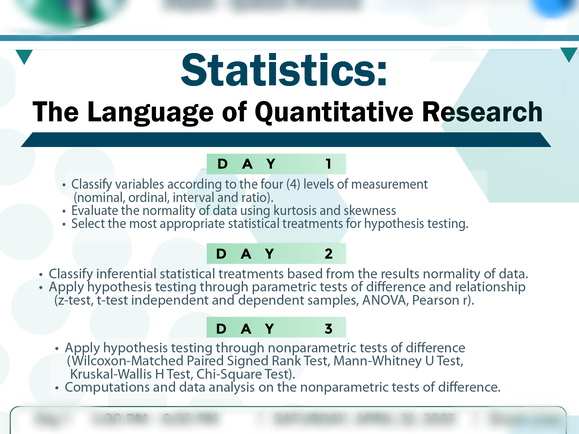 Statistics:
The Language of Quantitative Research
DAY 1
• Classify variables according to the four (4) levels of measurement
(nominal, ordinal, interval and ratio).
• Evaluate the normality of data using kurtosis and skewness
• Select the most appropriate statistical treatments for hypothesis testing.
DAY 2
• Classify inferential statistical treatments based from the results normality of data.
• Apply hypothesis testing through parametric tests of difference and relationship
(z-test, t-test independent and dependent samples, ANOVA, Pearson r).
DAY 3
• Apply hypothesis testing through nonparametric tests of difference
(Wilcoxon-Matched Paired Signed Rank Test, Mann-Whitney U Test,
Kruskal-Wallis H Test, Chi-Square Test).
• Computations and data analysis on the nonparametric tests of difference.